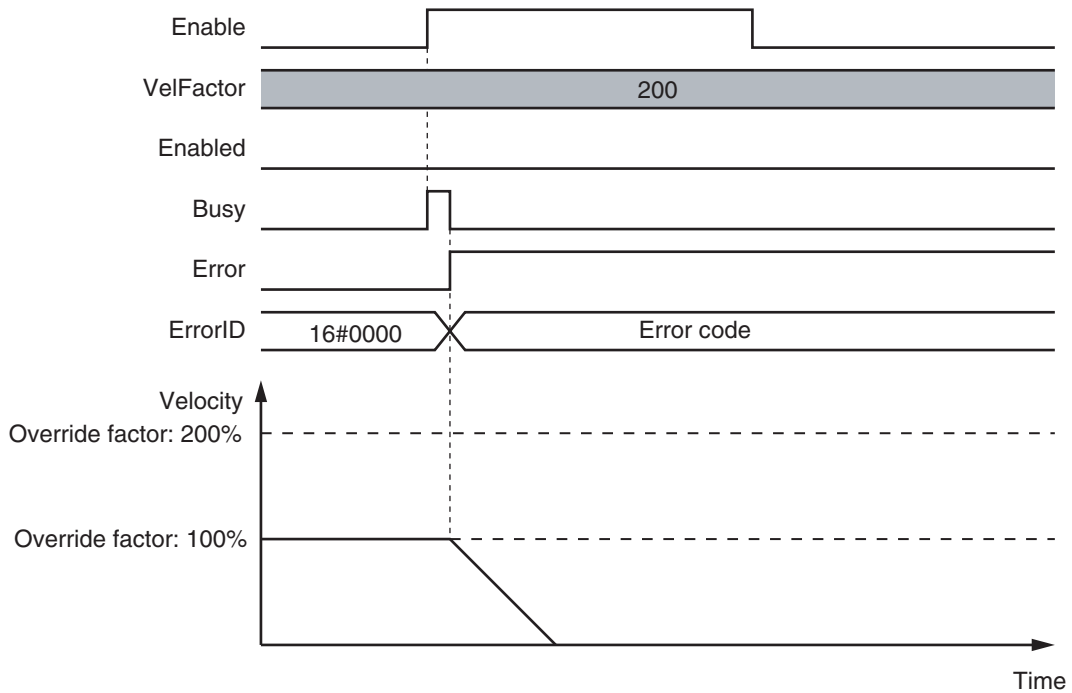 Enable
VelFactor
200
Enabled
Busy
Error
ErrorID
16#0000
Error code
Velocity
Override factor: 200%
Override factor: 100%
Time